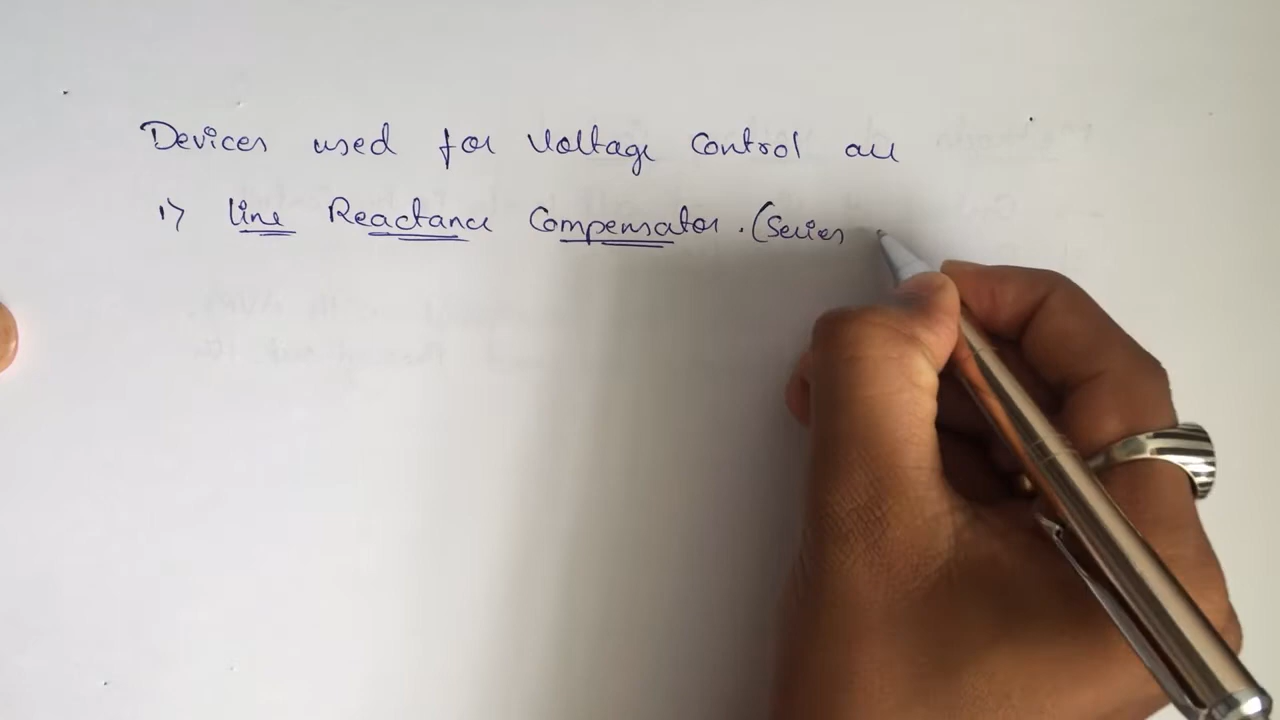 Devices used for Voltage Control are
1) Line Reactance Compensator. (Series